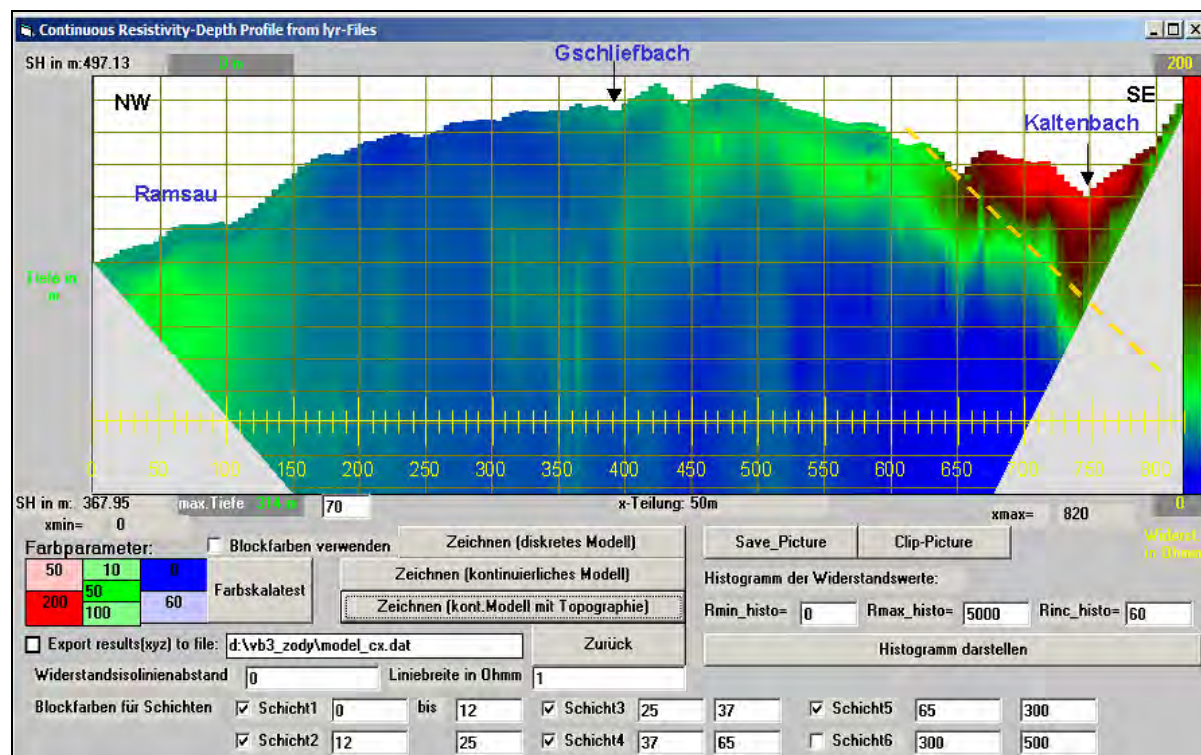 Continuous Resistivity-Depth Profile from lyr-Files
SH in m:497.13
0 m
Gschliefbach
200
NW
SE
Kaltenbach
Ramsau
Tiefe in m
0 50 100 150 200 250 300 350 400 450 500 550 600 650 700 750 800
SH in m: 367.95
max.Tiefe
70
x-Teilung: 50m
0
xmin= 0
xmax= 820
Widerst. in Ohmm
Farbparameter:
Blockfarben verwenden
Zeichnen (diskretes Modell)
Save_Picture
Clip-Picture
50 10 0
200 50 60
100
Farbskalatest
Zeichnen (kontinuierliches Modell)
Histogramm der Widerstandswerte:
Zeichnen (kont.Modell mit Topographie)
Rmin_histo= 0
Rmax_histo= 5000
Rinc_histo= 60
Export results(xyz) to file: d:\vb3_zody\model_cx.dat
Zurück
Histogramm darstellen
Widerstandsisolinienabstand 0
Liniebreite in Ohmm 1
Blockfarben für Schichten
Schicht1 0 bis 12
Schicht3 25 37
Schicht5 65 300
Schicht2 12 25
Schicht4 37 65
Schicht6 300 500